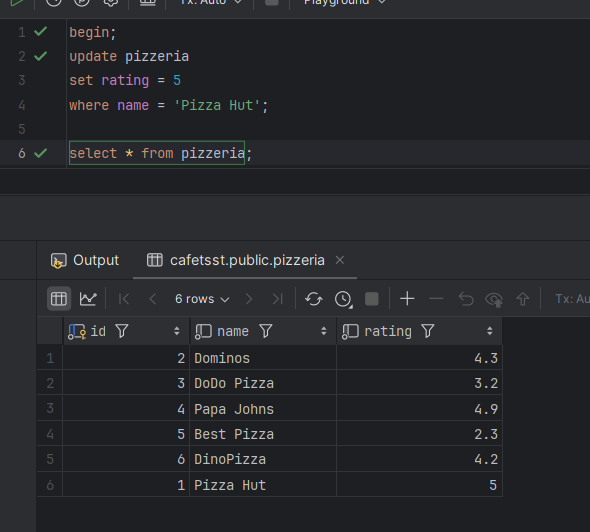 Tx: Auto Playground
1 begin;
2 update pizzeria
3 set rating = 5
4 where name = 'Pizza Hut';
5
6 select * from pizzeria;
Output cafetsst.public.pizzeria
6 rows Tx: Au
id name rating
1 2 Dominos 4.3
2 3 DoDo Pizza 3.2
3 4 Papa Johns 4.9
4 5 Best Pizza 2.3
5 6 DinoPizza 4.2
6 1 Pizza Hut 5